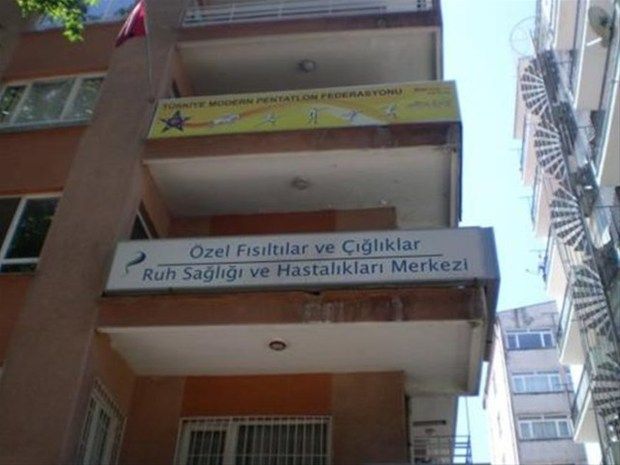 TÜRKİYE MODERN PENTATLON FEDERASYONU
Özel Fısıltılar ve Çığlıklar
Ruh Sağlığı ve Hastalıkları Merkezi